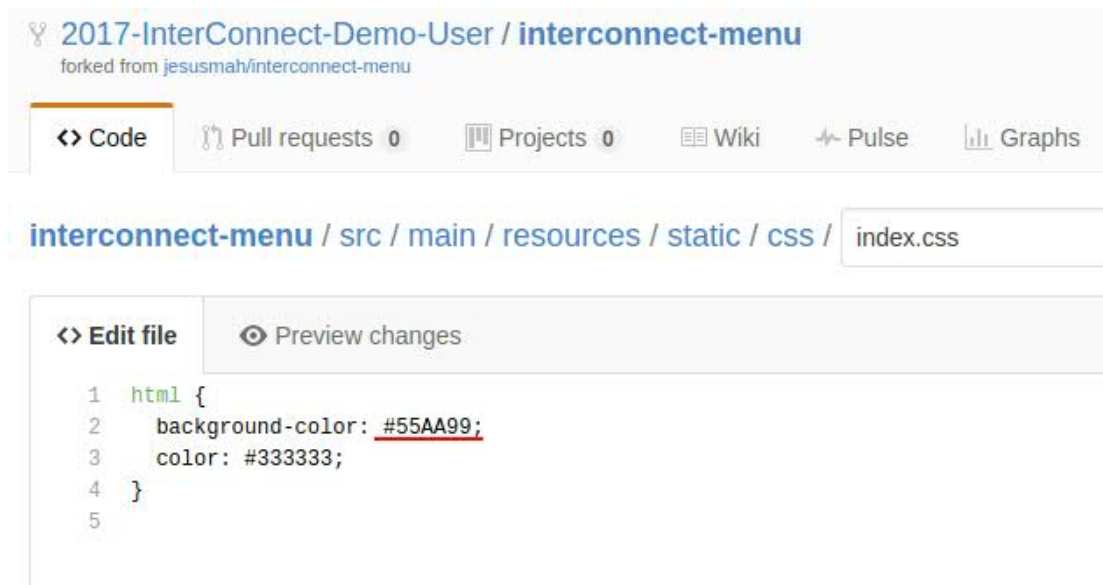 2017-InterConnect-Demo-User / interconnect-menu
forked from jesusmah/interconnect-menu
<> Code Pull requests 0 Projects 0 Wiki Pulse Graphs
interconnect-menu / src / main / resources / static / css / index.css
<> Edit file Preview changes
1 html {
2 background-color: #55AA99;
3 color: #333333;
4 }
5